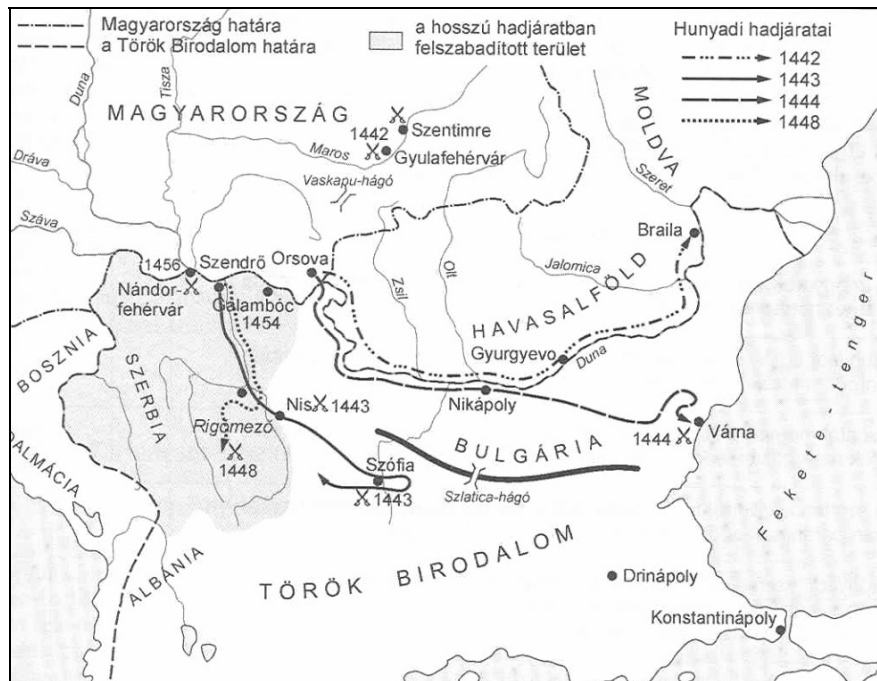 Magyarország határa
a Török Birodalom határa
a hosszú hadjáratban
felszabadított terület
Hunyadi hadjáratai
1442
1443
1444
1448
Duna
Tisza
MAGYARORSZÁG
1442
Szentimre
Gyulafehérvár
Maros
Vaskapu-hágó
MOLDVA
Szeret
Dráva
Száva
1456
Szendrő
Orsova
Nándor-
fehérvár
Galambóc
1454
Zsil
Olt
Jalomica
Braila
HAVASALFÖLD
Gyurgyevo
Duna
BOSZNIA
SZERBIA
Nis
1443
Nikápoly
Rigómező
1448
1444
Várna
BULGÁRIA
DALMÁCIA
Szófia
1443
Szlatica-hágó
Fekete-tenger
ALBÁNIA
TÖRÖK BIRODALOM
Drinápoly
Konstantinápoly